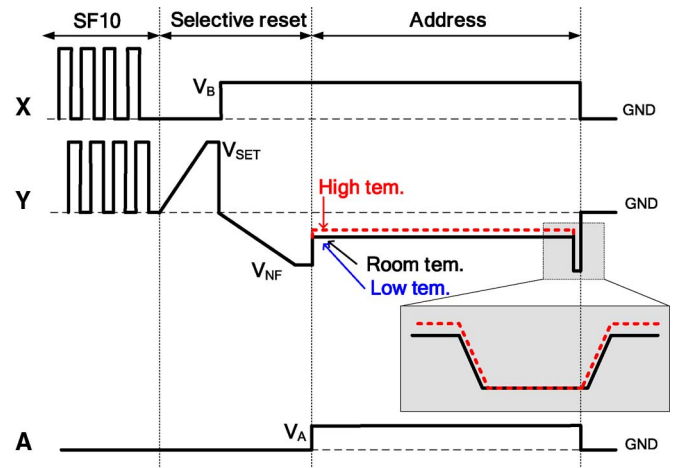 SF10 Selective reset Address
V_B
X
GND
V_SET
High tem.
Y
GND
V_NF
Room tem.
Low tem.
V_A
A
GND